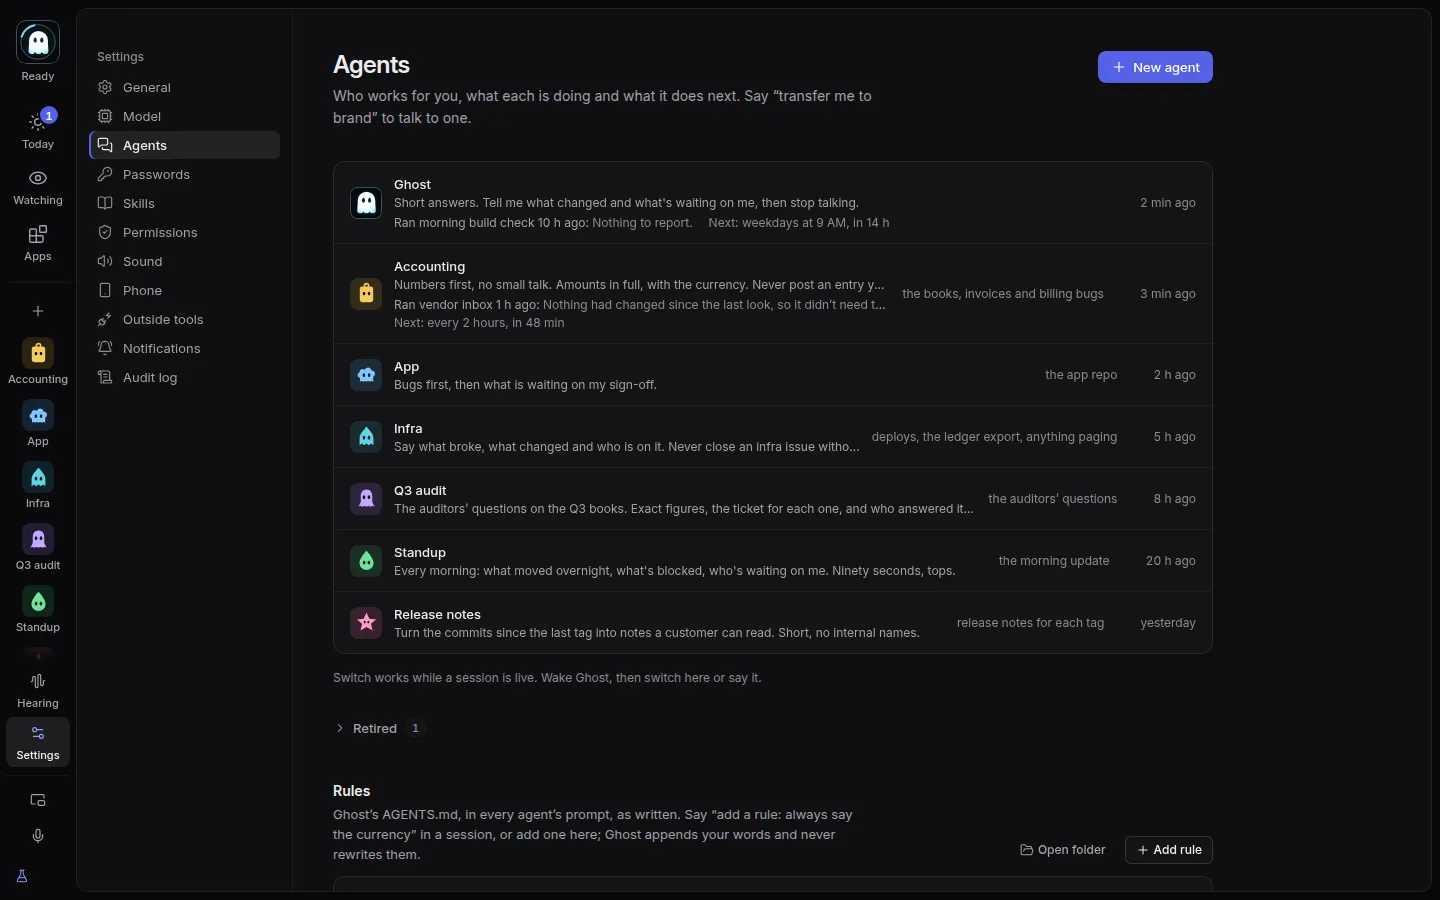 Ready
1
Today
Watching
Apps
Accounting
App
Infra
Q3 audit
Standup
Hearing
Settings
Settings
General
Model
Agents
Passwords
Skills
Permissions
Sound
Phone
Outside tools
Notifications
Audit log
Agents
Who works for you, what each is doing and what it does next. Say “transfer me to
brand” to talk to one.
New agent
Ghost
Short answers. Tell me what changed and what's waiting on me, then stop talking.
Ran morning build check 10 h ago: Nothing to report. Next: weekdays at 9 AM, in 14 h
2 min ago
Accounting
Numbers first, no small talk. Amounts in full, with the currency. Never post an entry y…
Ran vendor inbox 1 h ago: Nothing had changed since the last look, so it didn’t need t…
Next: every 2 hours, in 48 min
the books, invoices and billing bugs
3 min ago
App
Bugs first, then what is waiting on my sign-off.
the app repo
2 h ago
Infra
Say what broke, what changed and who is on it. Never close an infra issue witho…
deploys, the ledger export, anything paging
5 h ago
Q3 audit
The auditors’ questions on the Q3 books. Exact figures, the ticket for each one, and who answered it…
the auditors’ questions
8 h ago
Standup
Every morning: what moved overnight, what's blocked, who's waiting on me. Ninety seconds, tops.
the morning update
20 h ago
Release notes
Turn the commits since the last tag into notes a customer can read. Short, no internal names.
release notes for each tag
yesterday
Switch works while a session is live. Wake Ghost, then switch here or say it.
Retired 1
Rules
Ghost’s AGENTS.md, in every agent’s prompt, as written. Say “add a rule: always say
the currency” in a session, or add one here; Ghost appends your words and never
rewrites them.
Open folder
Add rule